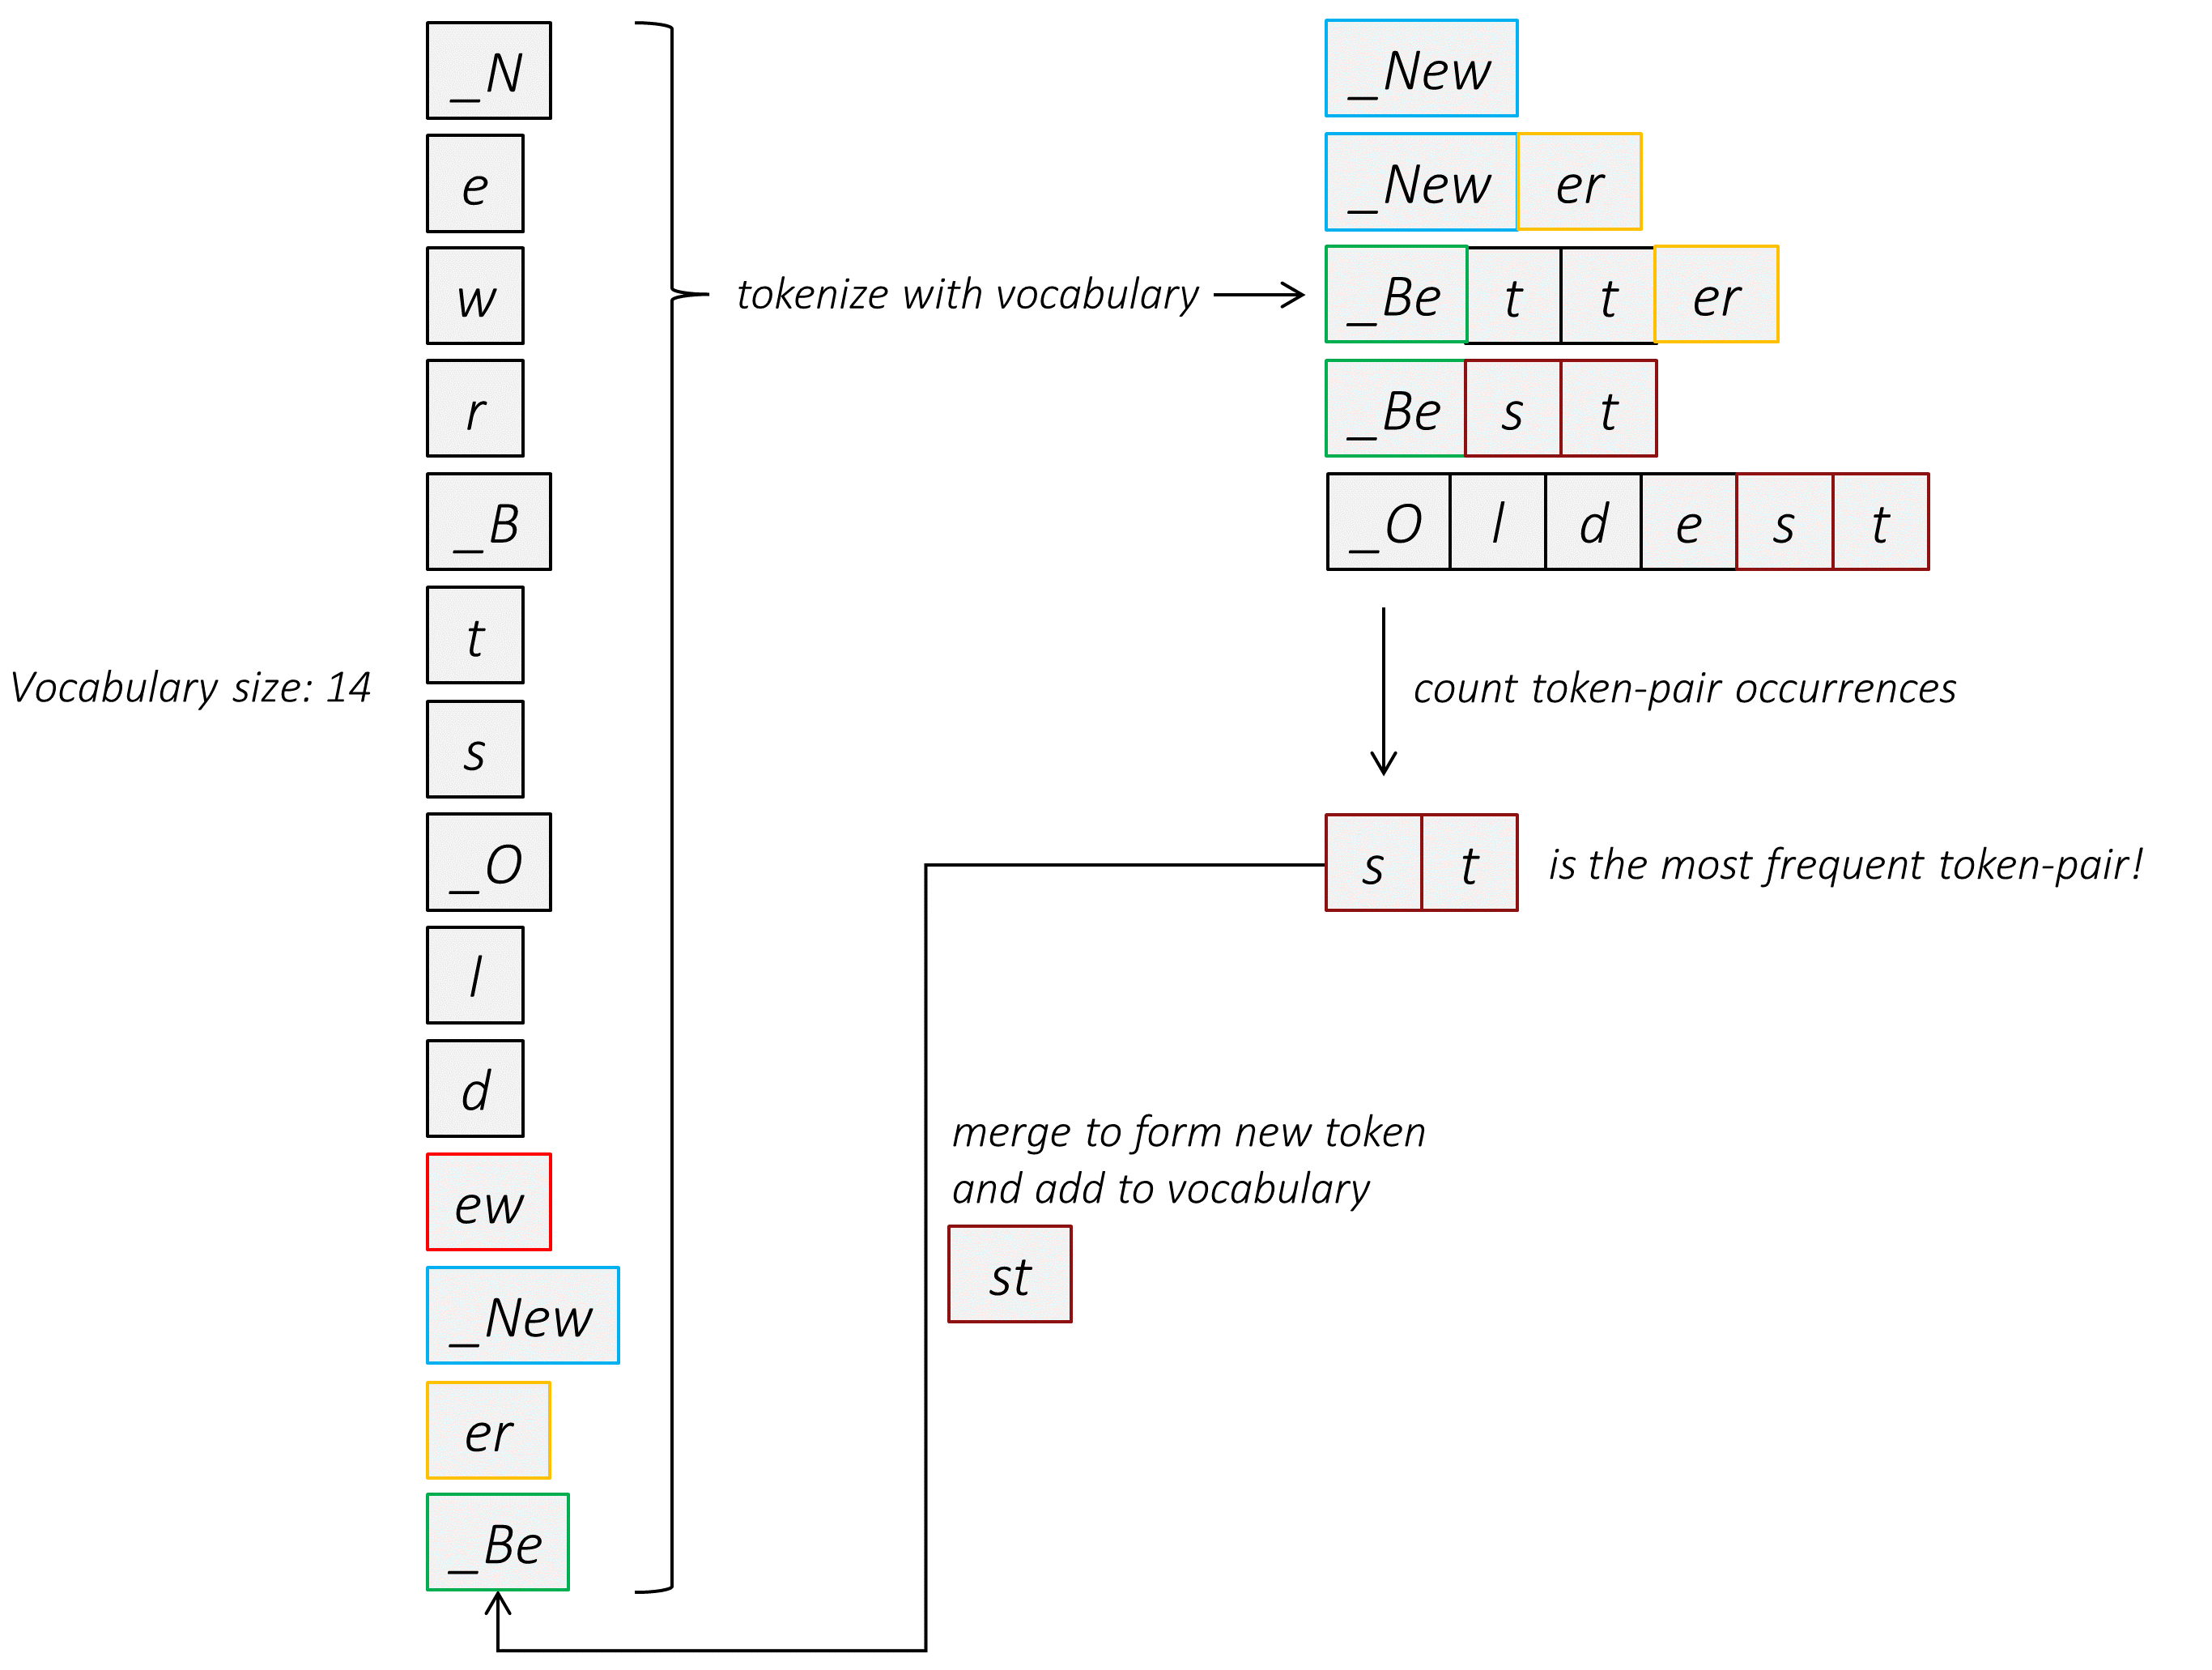 _N
e
w
r
_B
t
s
_O
l
d
ew
_New
er
_Be
Vocabulary size: 14
tokenize with vocabulary
_New
_New er
_Be t t er
_Be s t
_O l d e s t
count token-pair occurrences
s t is the most frequent token-pair!
merge to form new token
and add to vocabulary
st